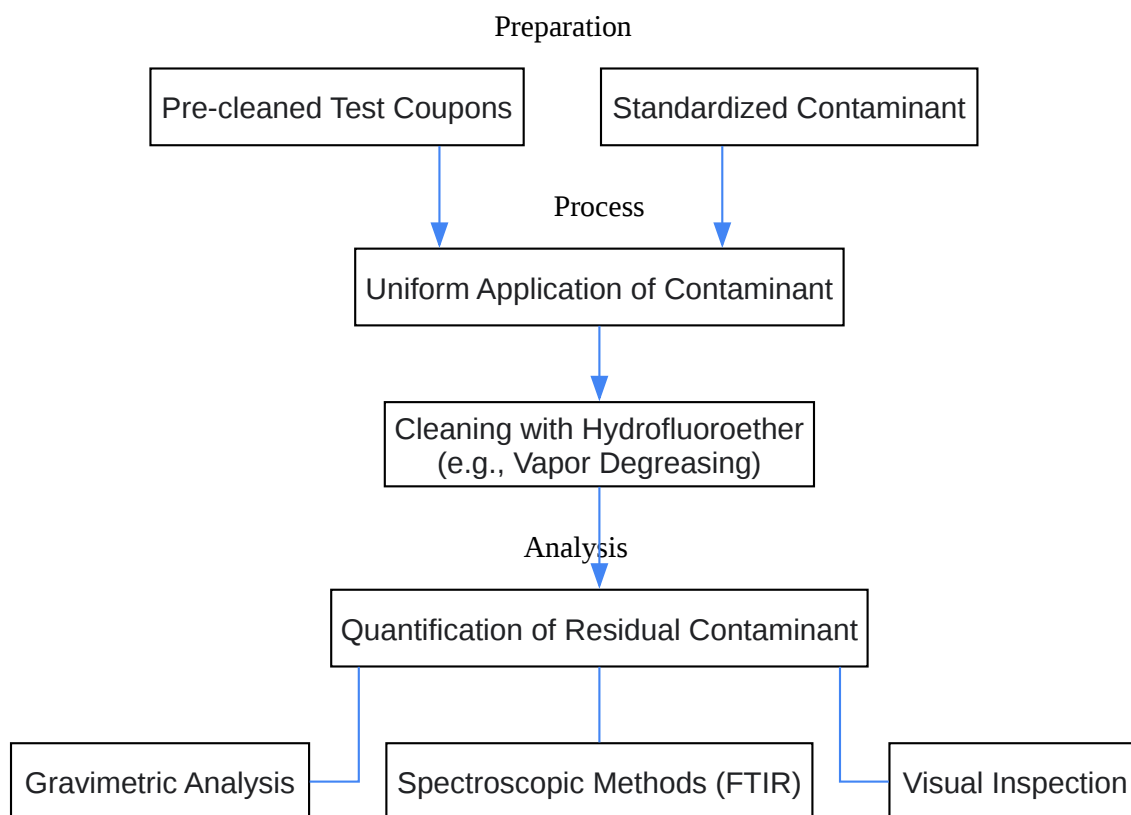 Preparation
Pre-cleaned Test Coupons
Standardized Contaminant
Process
Uniform Application of Contaminant
Cleaning with Hydrofluoroether
(e.g., Vapor Degreasing)
Analysis
Quantification of Residual Contaminant
Gravimetric Analysis
Spectroscopic Methods (FTIR)
Visual Inspection